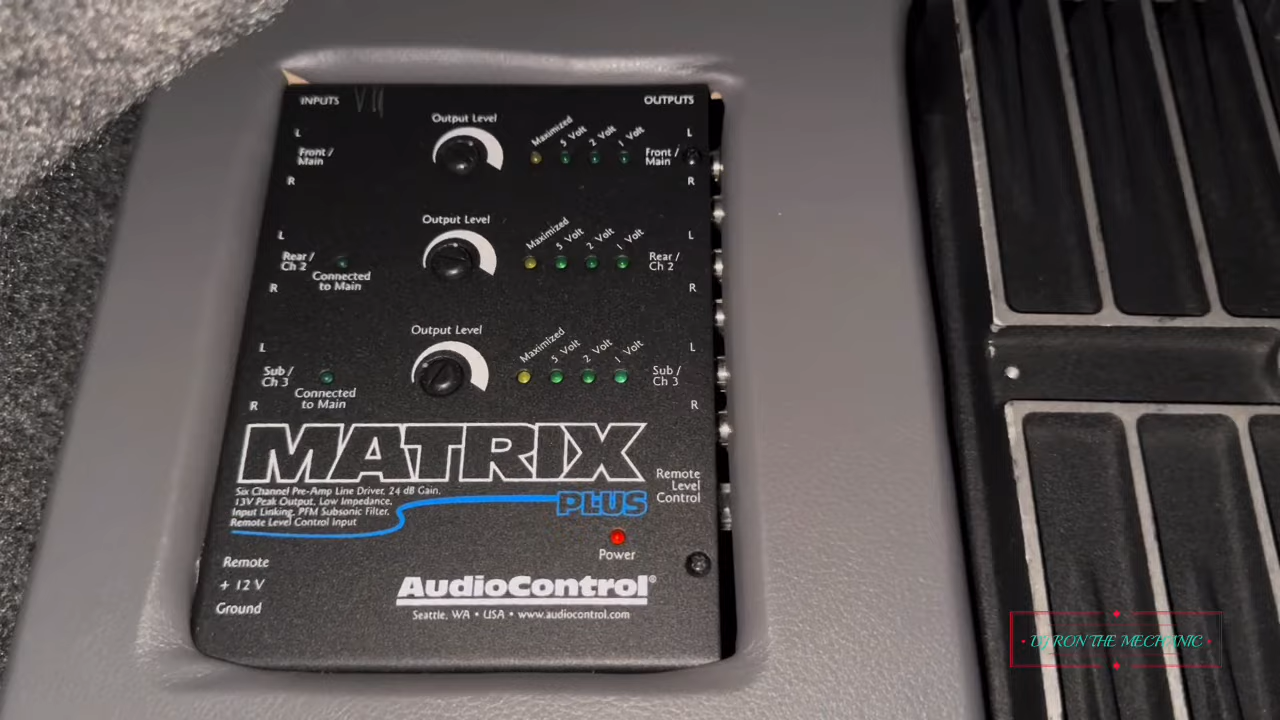 INPUTS
OUTPUTS
L
Front /
Main
R
Output Level
Maximized
5 Volt
2 Volt
1 Volt
Front /
Main
L
R
L
Rear /
Ch 2
R
Connected
to Main
Output Level
Maximized
5 Volt
2 Volt
1 Volt
Rear /
Ch 2
L
R
L
Sub /
Ch 3
R
Connected
to Main
Output Level
Maximized
5 Volt
2 Volt
1 Volt
Sub /
Ch 3
L
R
MATRIX
PLUS
Six Channel Pre-Amp Line Driver, 24 dB Gain,
13V Peak Output, Low Impedance,
Input Linking, PFM Subsonic Filter,
Remote Level Control Input
Remote
Level
Control
Power
Remote
+ 12 V
Ground
AudioControl®
Seattle, WA • USA • www.audiocontrol.com
DJ RON THE MECHANIC